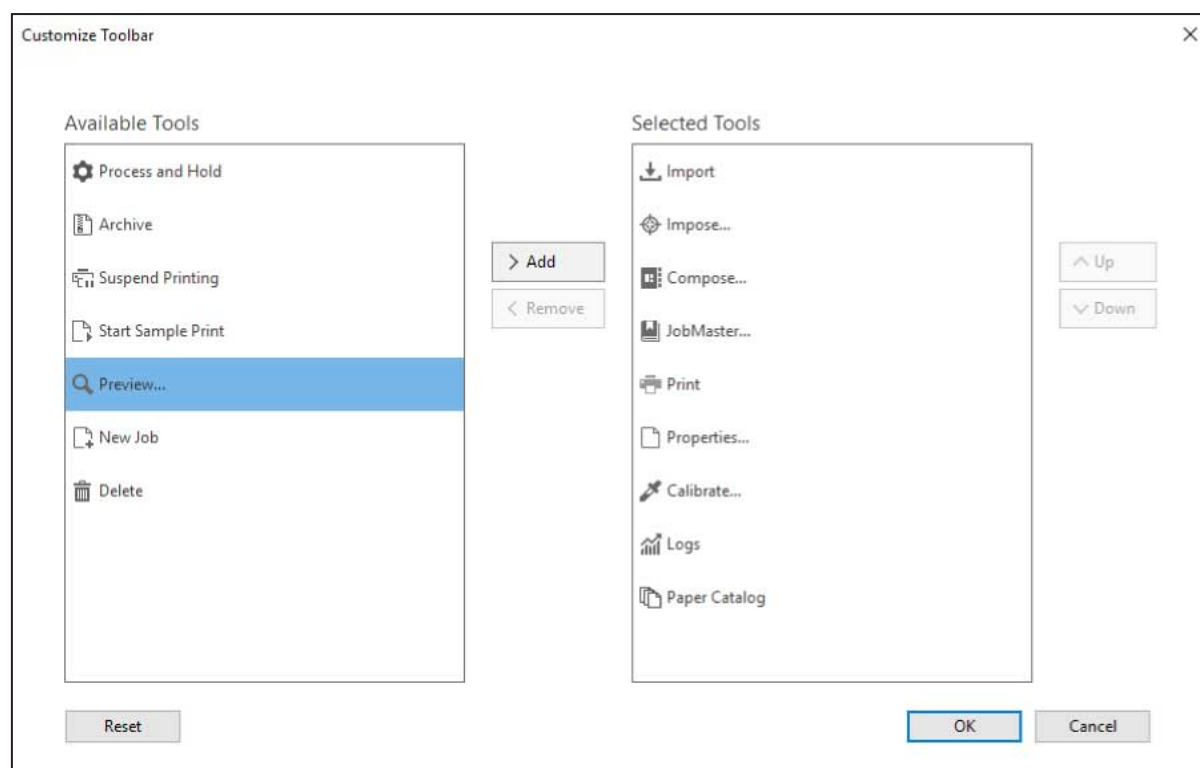 Customize Toolbar
Available Tools
Process and Hold
Archive
Suspend Printing
Start Sample Print
Preview...
New Job
Delete
Add
Remove
Selected Tools
Import
Impose...
Compose...
JobMaster...
Print
Properties...
Calibrate...
Logs
Paper Catalog
Up
Down
Reset
OK
Cancel